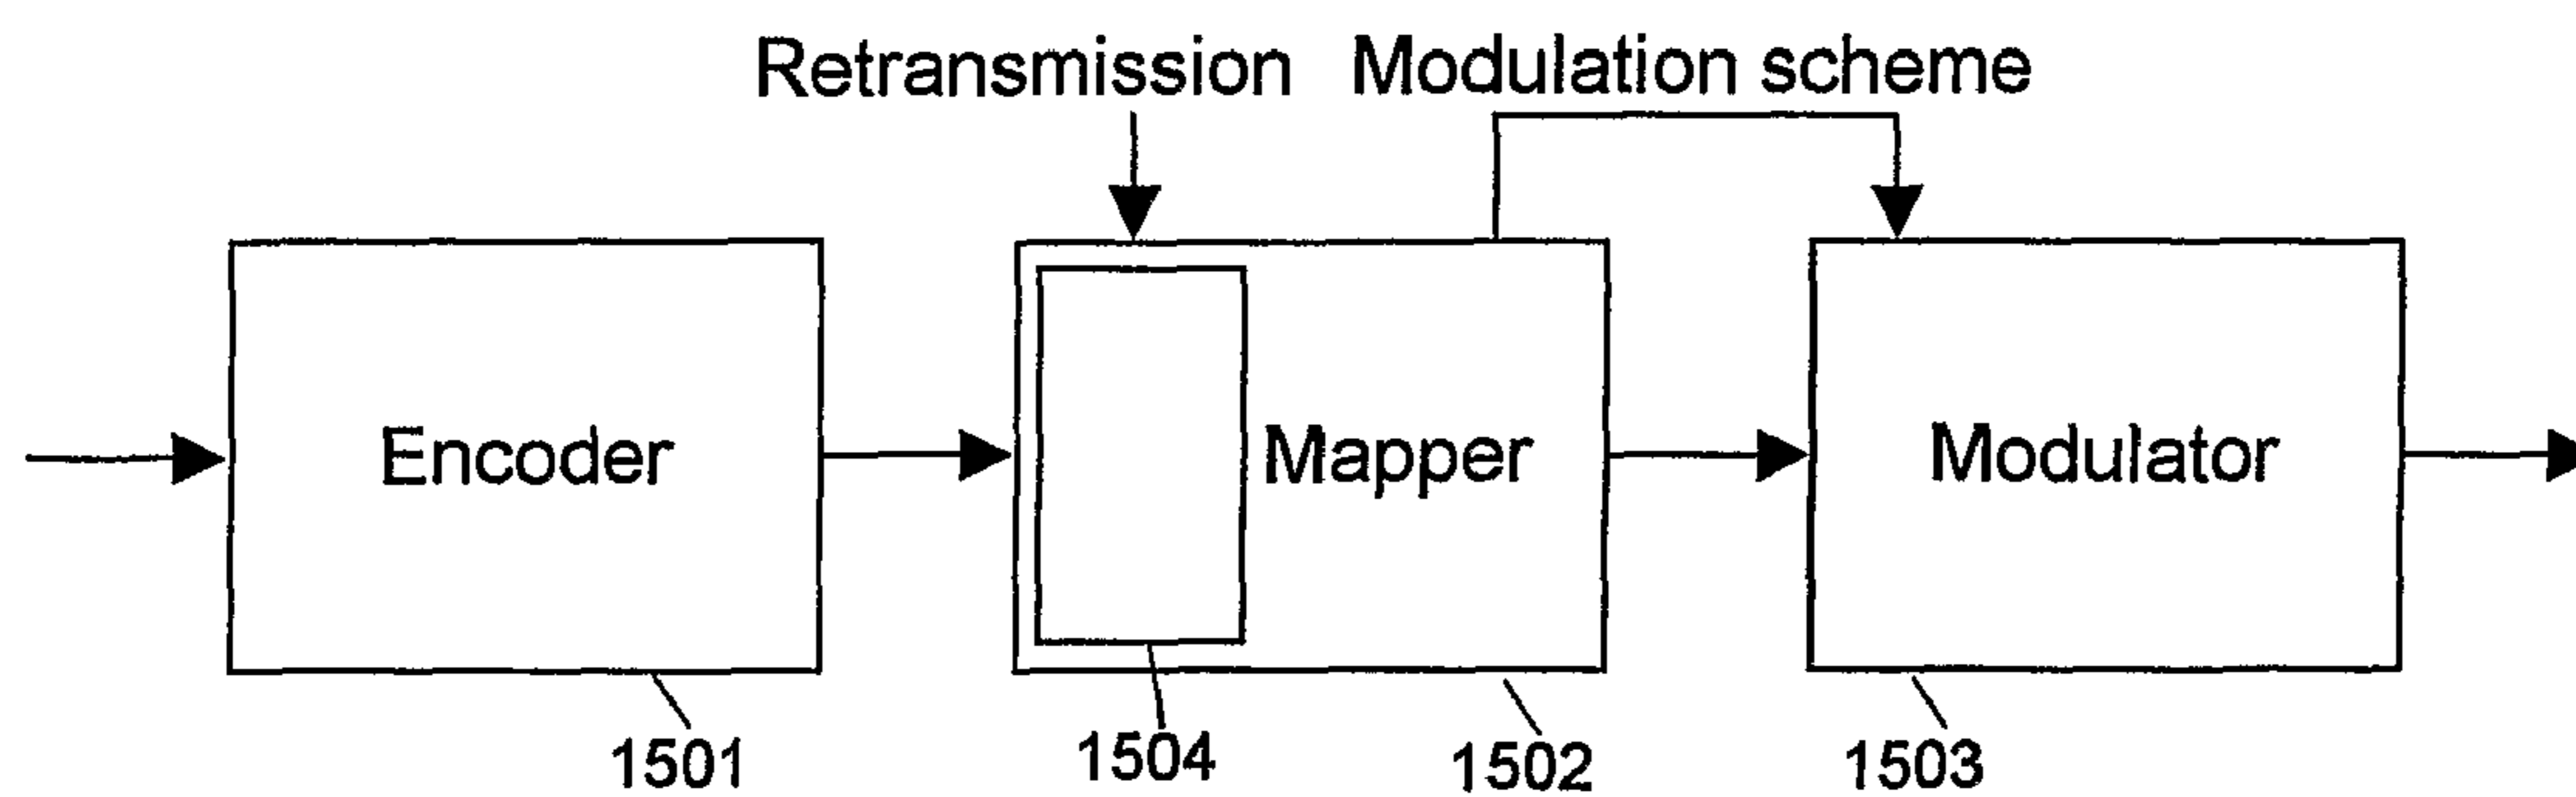 Retransmission Modulation scheme
Encoder
Mapper
Modulator
1501
1504
1502
1503